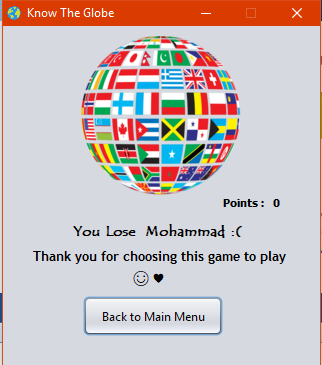 Know The Globe
Points : 0
You Lose Mohammad :(
Thank you for choosing this game to play
☺ ♥
Back to Main Menu